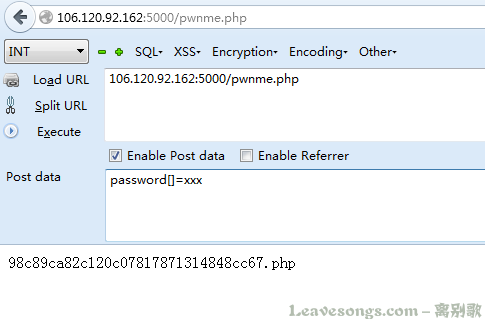 106.120.92.162:5000/pwnme.php
INT
SQL▾ XSS▾ Encryption▾ Encoding▾ Other▾
Load URL
106.120.92.162:5000/pwnme.php
Split URL
Execute
Enable Post data Enable Referrer
Post data
password[]=xxx
98c89ca82c120c07817871314848cc67.php
Leavesongs.com – 离别歌